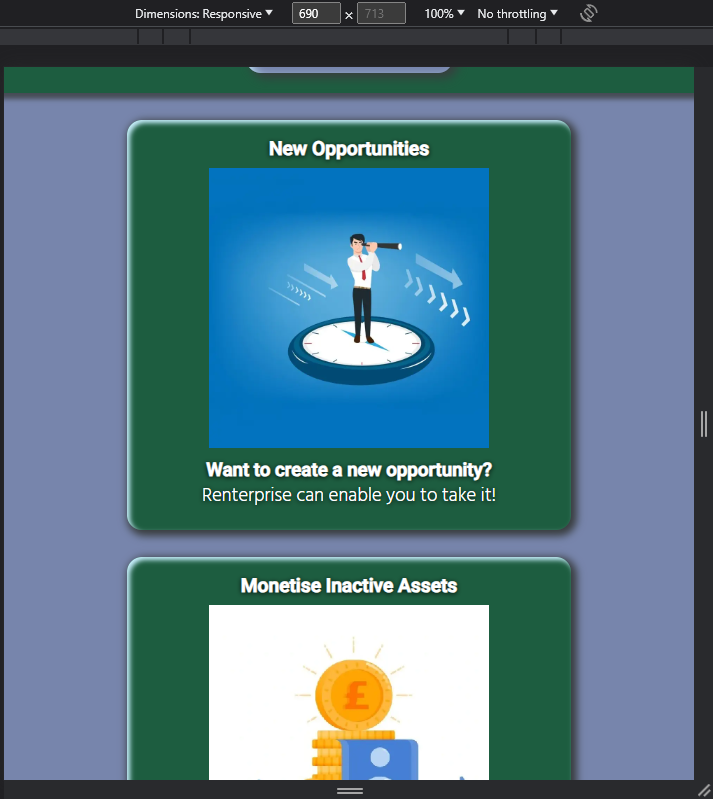 Dimensions: Responsive 690 × 713 100% No throttling
New Opportunities
Want to create a new opportunity?
Renterprise can enable you to take it!
Monetise Inactive Assets
£